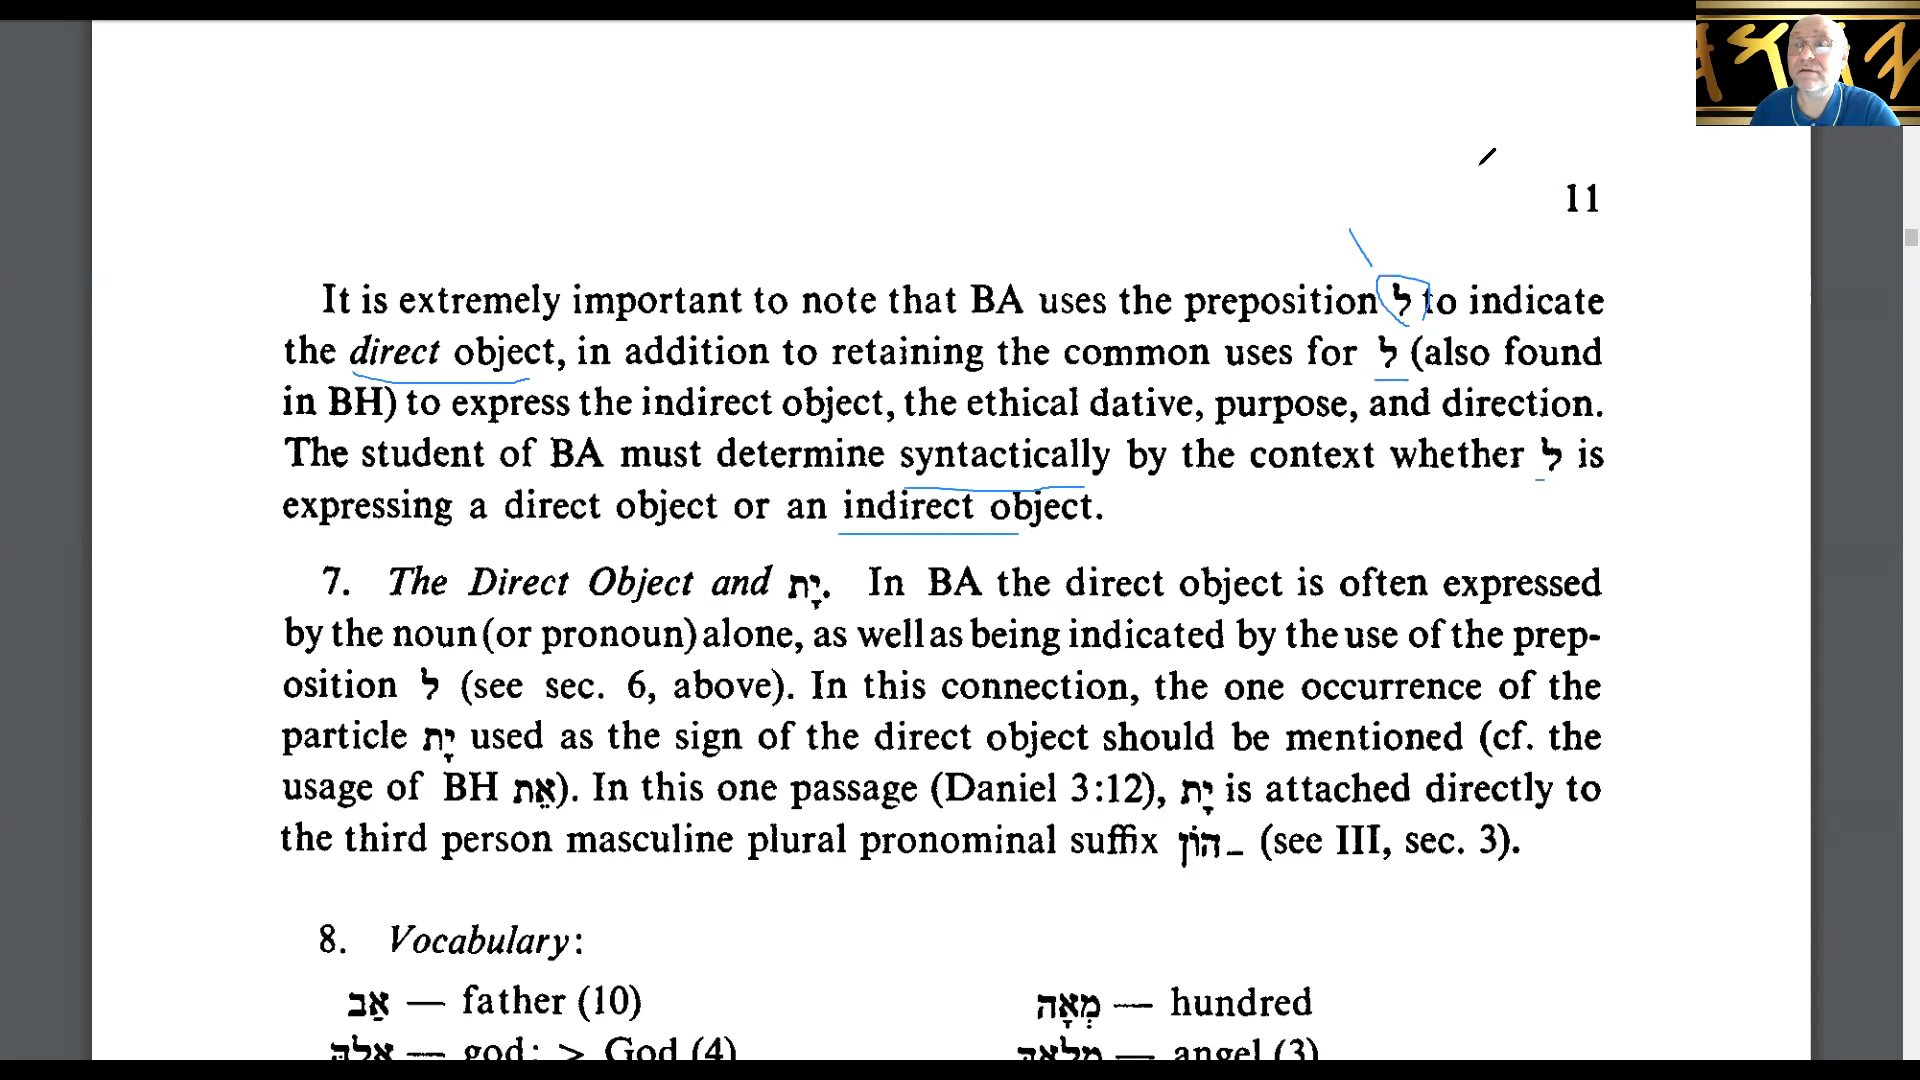 11
It is extremely important to note that BA uses the preposition לְ to indicate
the direct object, in addition to retaining the common uses for לְ (also found
in BH) to express the indirect object, the ethical dative, purpose, and direction.
The student of BA must determine syntactically by the context whether לְ is
expressing a direct object or an indirect object.
7. The Direct Object and יָת. In BA the direct object is often expressed
by the noun (or pronoun) alone, as well as being indicated by the use of the prep-
osition לְ (see sec. 6, above). In this connection, the one occurrence of the
particle יָת used as the sign of the direct object should be mentioned (cf. the
usage of BH אֵת). In this one passage (Daniel 3:12), יָת is attached directly to
the third person masculine plural pronominal suffix ־הוֹן (see III, sec. 3).
8. Vocabulary:
אַב — father (10)
מְאָה — hundred
אֱלָהּ — god; > God (4)
מַלְאַךְ — angel (3)